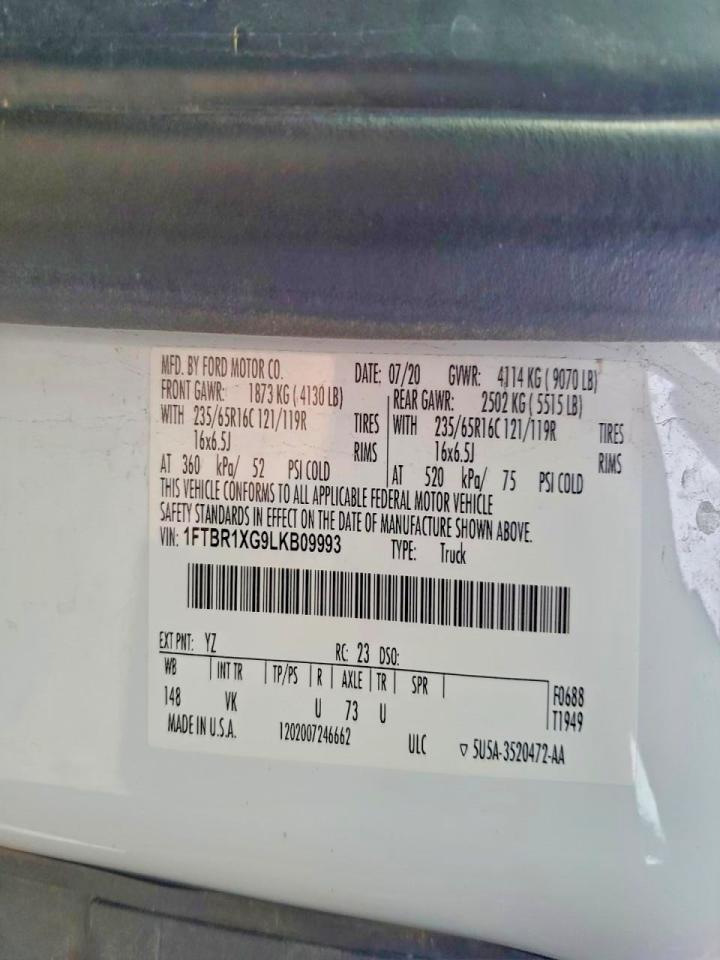 MFD. BY FORD MOTOR CO. DATE: 07/20 GVWR: 4114 KG ( 9070 LB)
FRONT GAWR: 1873 KG ( 4130 LB) REAR GAWR: 2502 KG ( 5515 LB)
WITH 235/65R16C 121/119R TIRES WITH 235/65R16C 121/119R TIRES
16x6.5J RIMS 16x6.5J RIMS
AT 360 kPa/ 52 PSI COLD AT 520 kPa/ 75 PSI COLD
THIS VEHICLE CONFORMS TO ALL APPLICABLE FEDERAL MOTOR VEHICLE
SAFETY STANDARDS IN EFFECT ON THE DATE OF MANUFACTURE SHOWN ABOVE.
VIN: 1FTBR1XG9LKB09993 TYPE: Truck
EXT PNT: YZ RC: 23 DSO:
WB INT TR TP/PS R AXLE TR SPR F0688
148 VK U 73 U T1949
MADE IN U.S.A. 1202007246662 ULC ▽ 5U5A-3520472-AA